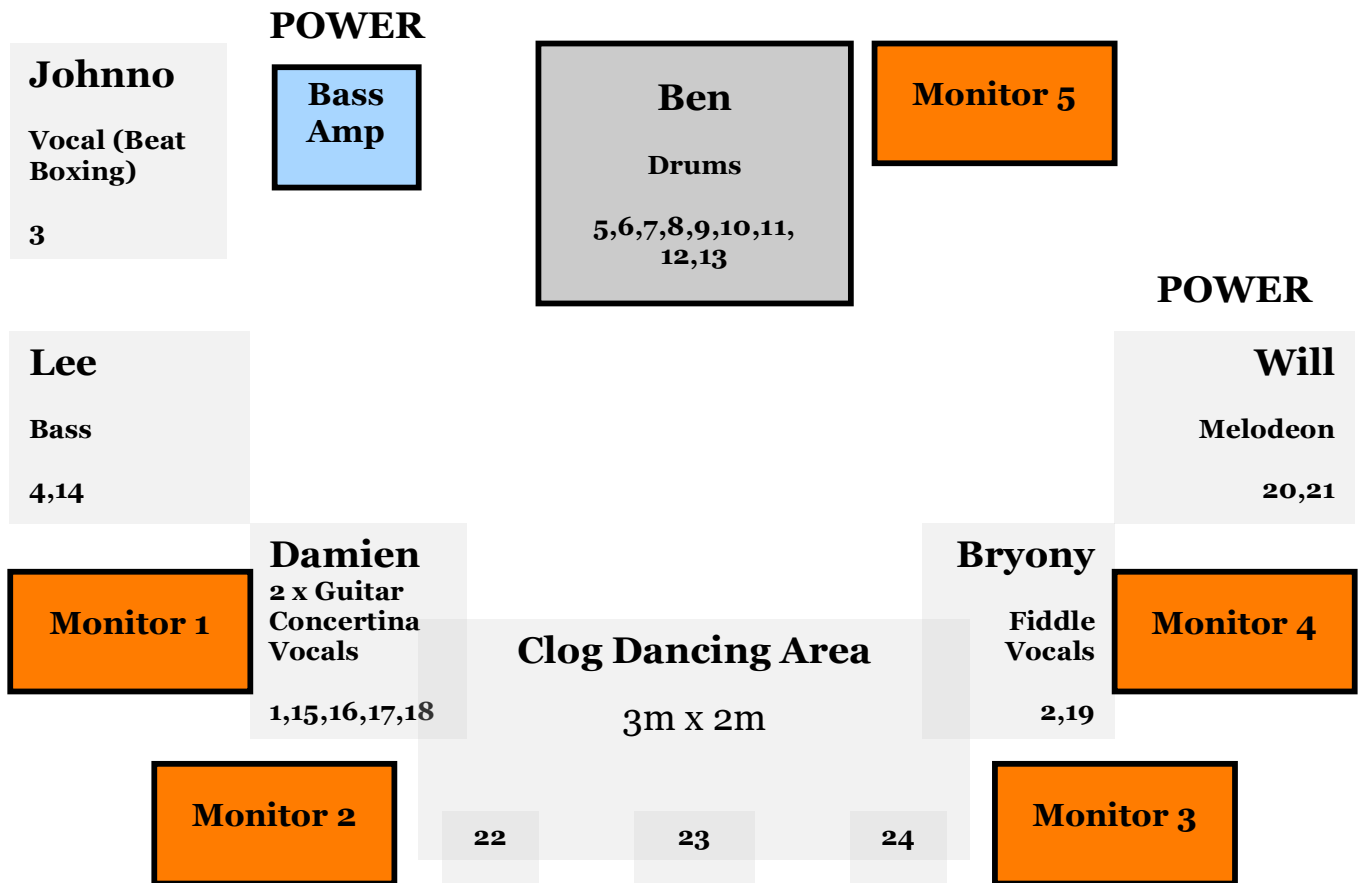 POWER
Johnno
Vocal (Beat
Boxing)
3
Bass
Amp
Ben
Drums
5,6,7,8,9,10,11,
12,13
Monitor 5
POWER
Lee
Bass
4,14
Will
Melodeon
20,21
Monitor 1
Damien
2 x Guitar
Concertina
Vocals
1,15,16,17,18
Clog Dancing Area
3m x 2m
Bryony
Fiddle
Vocals
2,19
Monitor 4
Monitor 2
22
23
24
Monitor 3